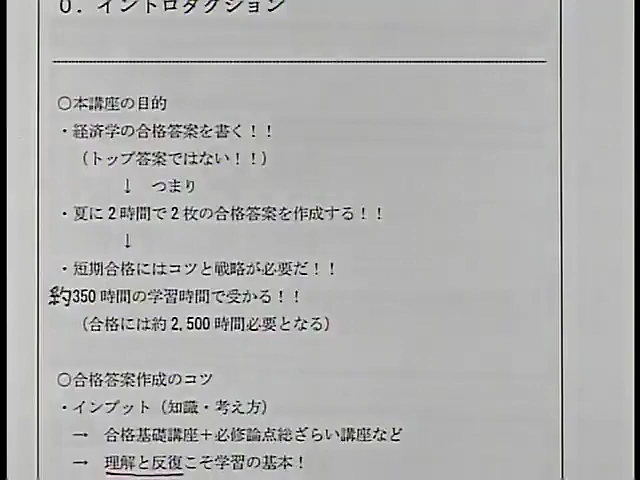 ０．イントロダクション
○本講座の目的
・経済学の合格答案を書く！！
（トップ答案ではない！！）
↓　つまり
・夏に２時間で２枚の合格答案を作成する！！
↓
・短期合格にはコツと戦略が必要だ！！
約350時間の学習時間で受かる！！
（合格には約2,500時間必要となる）
○合格答案作成のコツ
・インプット（知識・考え方）
→　合格基礎講座＋必修論点総ざらい講座など
→　理解と反復こそ学習の基本！